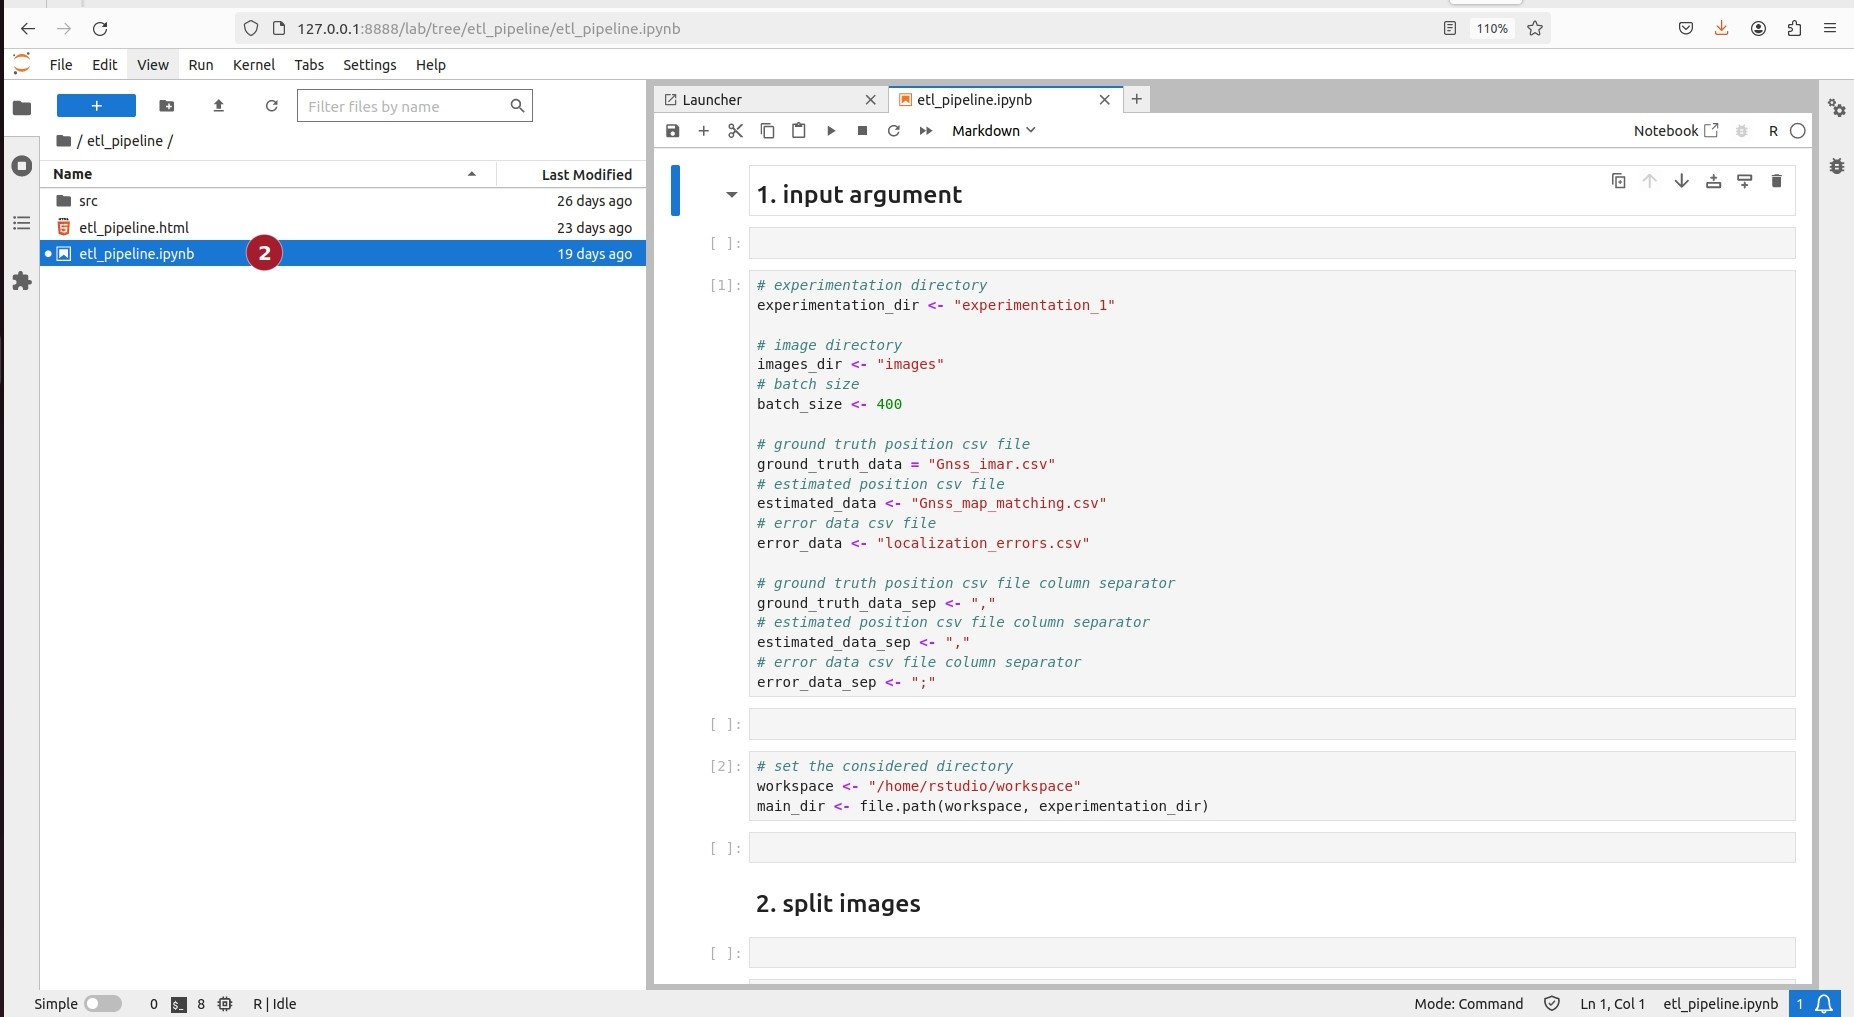 127.0.0.1:8888/lab/tree/etl_pipeline/etl_pipeline.ipynb
110%
File Edit View Run Kernel Tabs Settings Help
+
Filter files by name
/ etl_pipeline /
Name Last Modified
src 26 days ago
etl_pipeline.html 23 days ago
etl_pipeline.ipynb 2 19 days ago
Launcher
etl_pipeline.ipynb
Markdown
Notebook
R
1. input argument
[ ]:
[1]:
# experimentation directory
experimentation_dir <- "experimentation_1"
# image directory
images_dir <- "images"
# batch size
batch_size <- 400
# ground truth position csv file
ground_truth_data = "Gnss_imar.csv"
# estimated position csv file
estimated_data <- "Gnss_map_matching.csv"
# error data csv file
error_data <- "localization_errors.csv"
# ground truth position csv file column separator
ground_truth_data_sep <- ","
# estimated position csv file column separator
estimated_data_sep <- ","
# error data csv file column separator
error_data_sep <- ";"
[ ]:
[2]:
# set the considered directory
workspace <- "/home/rstudio/workspace"
main_dir <- file.path(workspace, experimentation_dir)
[ ]:
2. split images
[ ]:
Simple 0 $_ 8 R | Idle
Mode: Command Ln 1, Col 1 etl_pipeline.ipynb 1